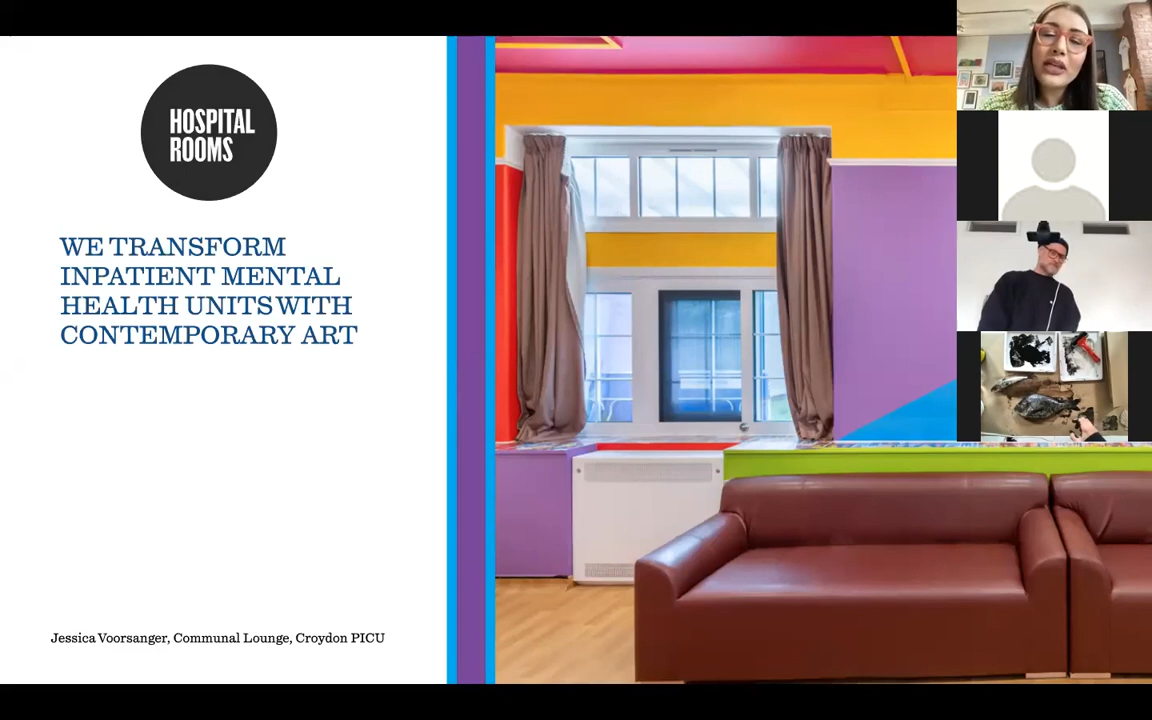 HOSPITAL
ROOMS
WE TRANSFORM
INPATIENT MENTAL
HEALTH UNITS WITH
CONTEMPORARY ART
Jessica Voorsanger, Communal Lounge, Croydon PICU